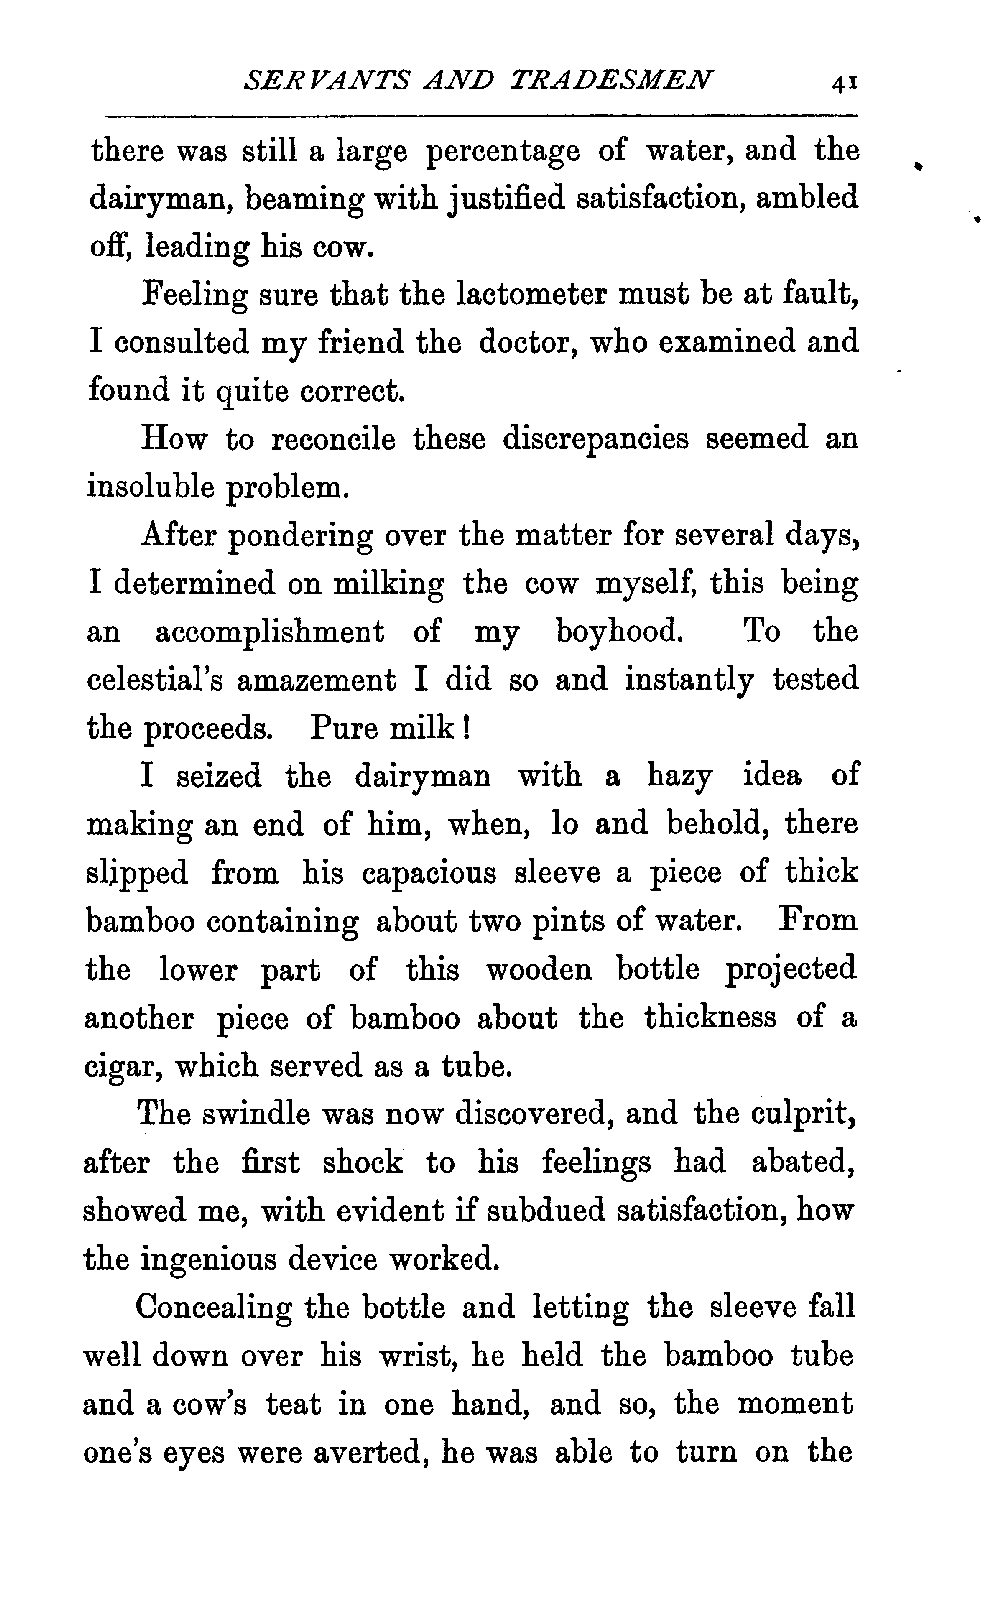 SERVANTS AND TRADESMEN 41
there was still a large percentage of water, and the
dairyman, beaming with justified satisfaction, ambled
off, leading his cow.
Feeling sure that the lactometer must be at fault,
I consulted my friend the doctor, who examined and
found it quite correct.
How to reconcile these discrepancies seemed an
insoluble problem.
After pondering over the matter for several days,
I determined on milking the cow myself, this being
an accomplishment of my boyhood. To the
celestial's amazement I did so and instantly tested
the proceeds. Pure milk!
I seized the dairyman with a hazy idea of
making an end of him, when, lo and behold, there
slipped from his capacious sleeve a piece of thick
bamboo containing about two pints of water. From
the lower part of this wooden bottle projected
another piece of bamboo about the thickness of a
cigar, which served as a tube.
The swindle was now discovered, and the culprit,
after the first shock to his feelings had abated,
showed me, with evident if subdued satisfaction, how
the ingenious device worked.
Concealing the bottle and letting the sleeve fall
well down over his wrist, he held the bamboo tube
and a cow's teat in one hand, and so, the moment
one's eyes were averted, he was able to turn on the